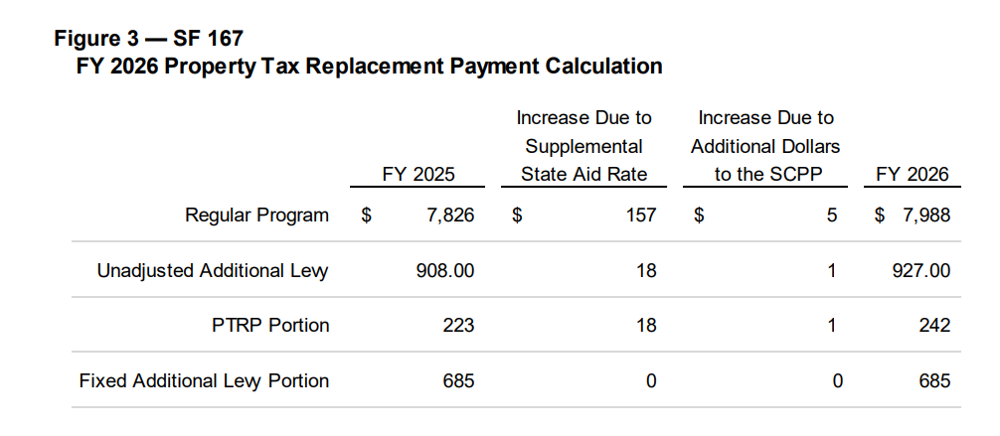 Figure 3 — SF 167
FY 2026 Property Tax Replacement Payment Calculation
Increase Due to Increase Due to
Supplemental Additional Dollars
FY 2025 State Aid Rate to the SCPP FY 2026
Regular Program $ 7,826 $ 157 $ 5 $ 7,988
Unadjusted Additional Levy 908.00 18 1 927.00
PTRP Portion 223 18 1 242
Fixed Additional Levy Portion 685 0 0 685